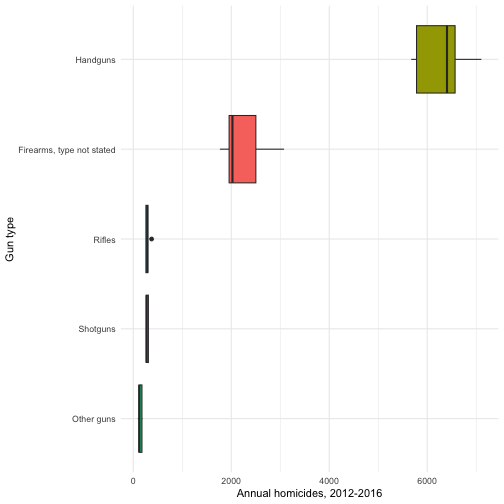 Handguns
Firearms, type not stated
Rifles
Shotguns
Other guns
Gun type
0 2000 4000 6000
Annual homicides, 2012-2016